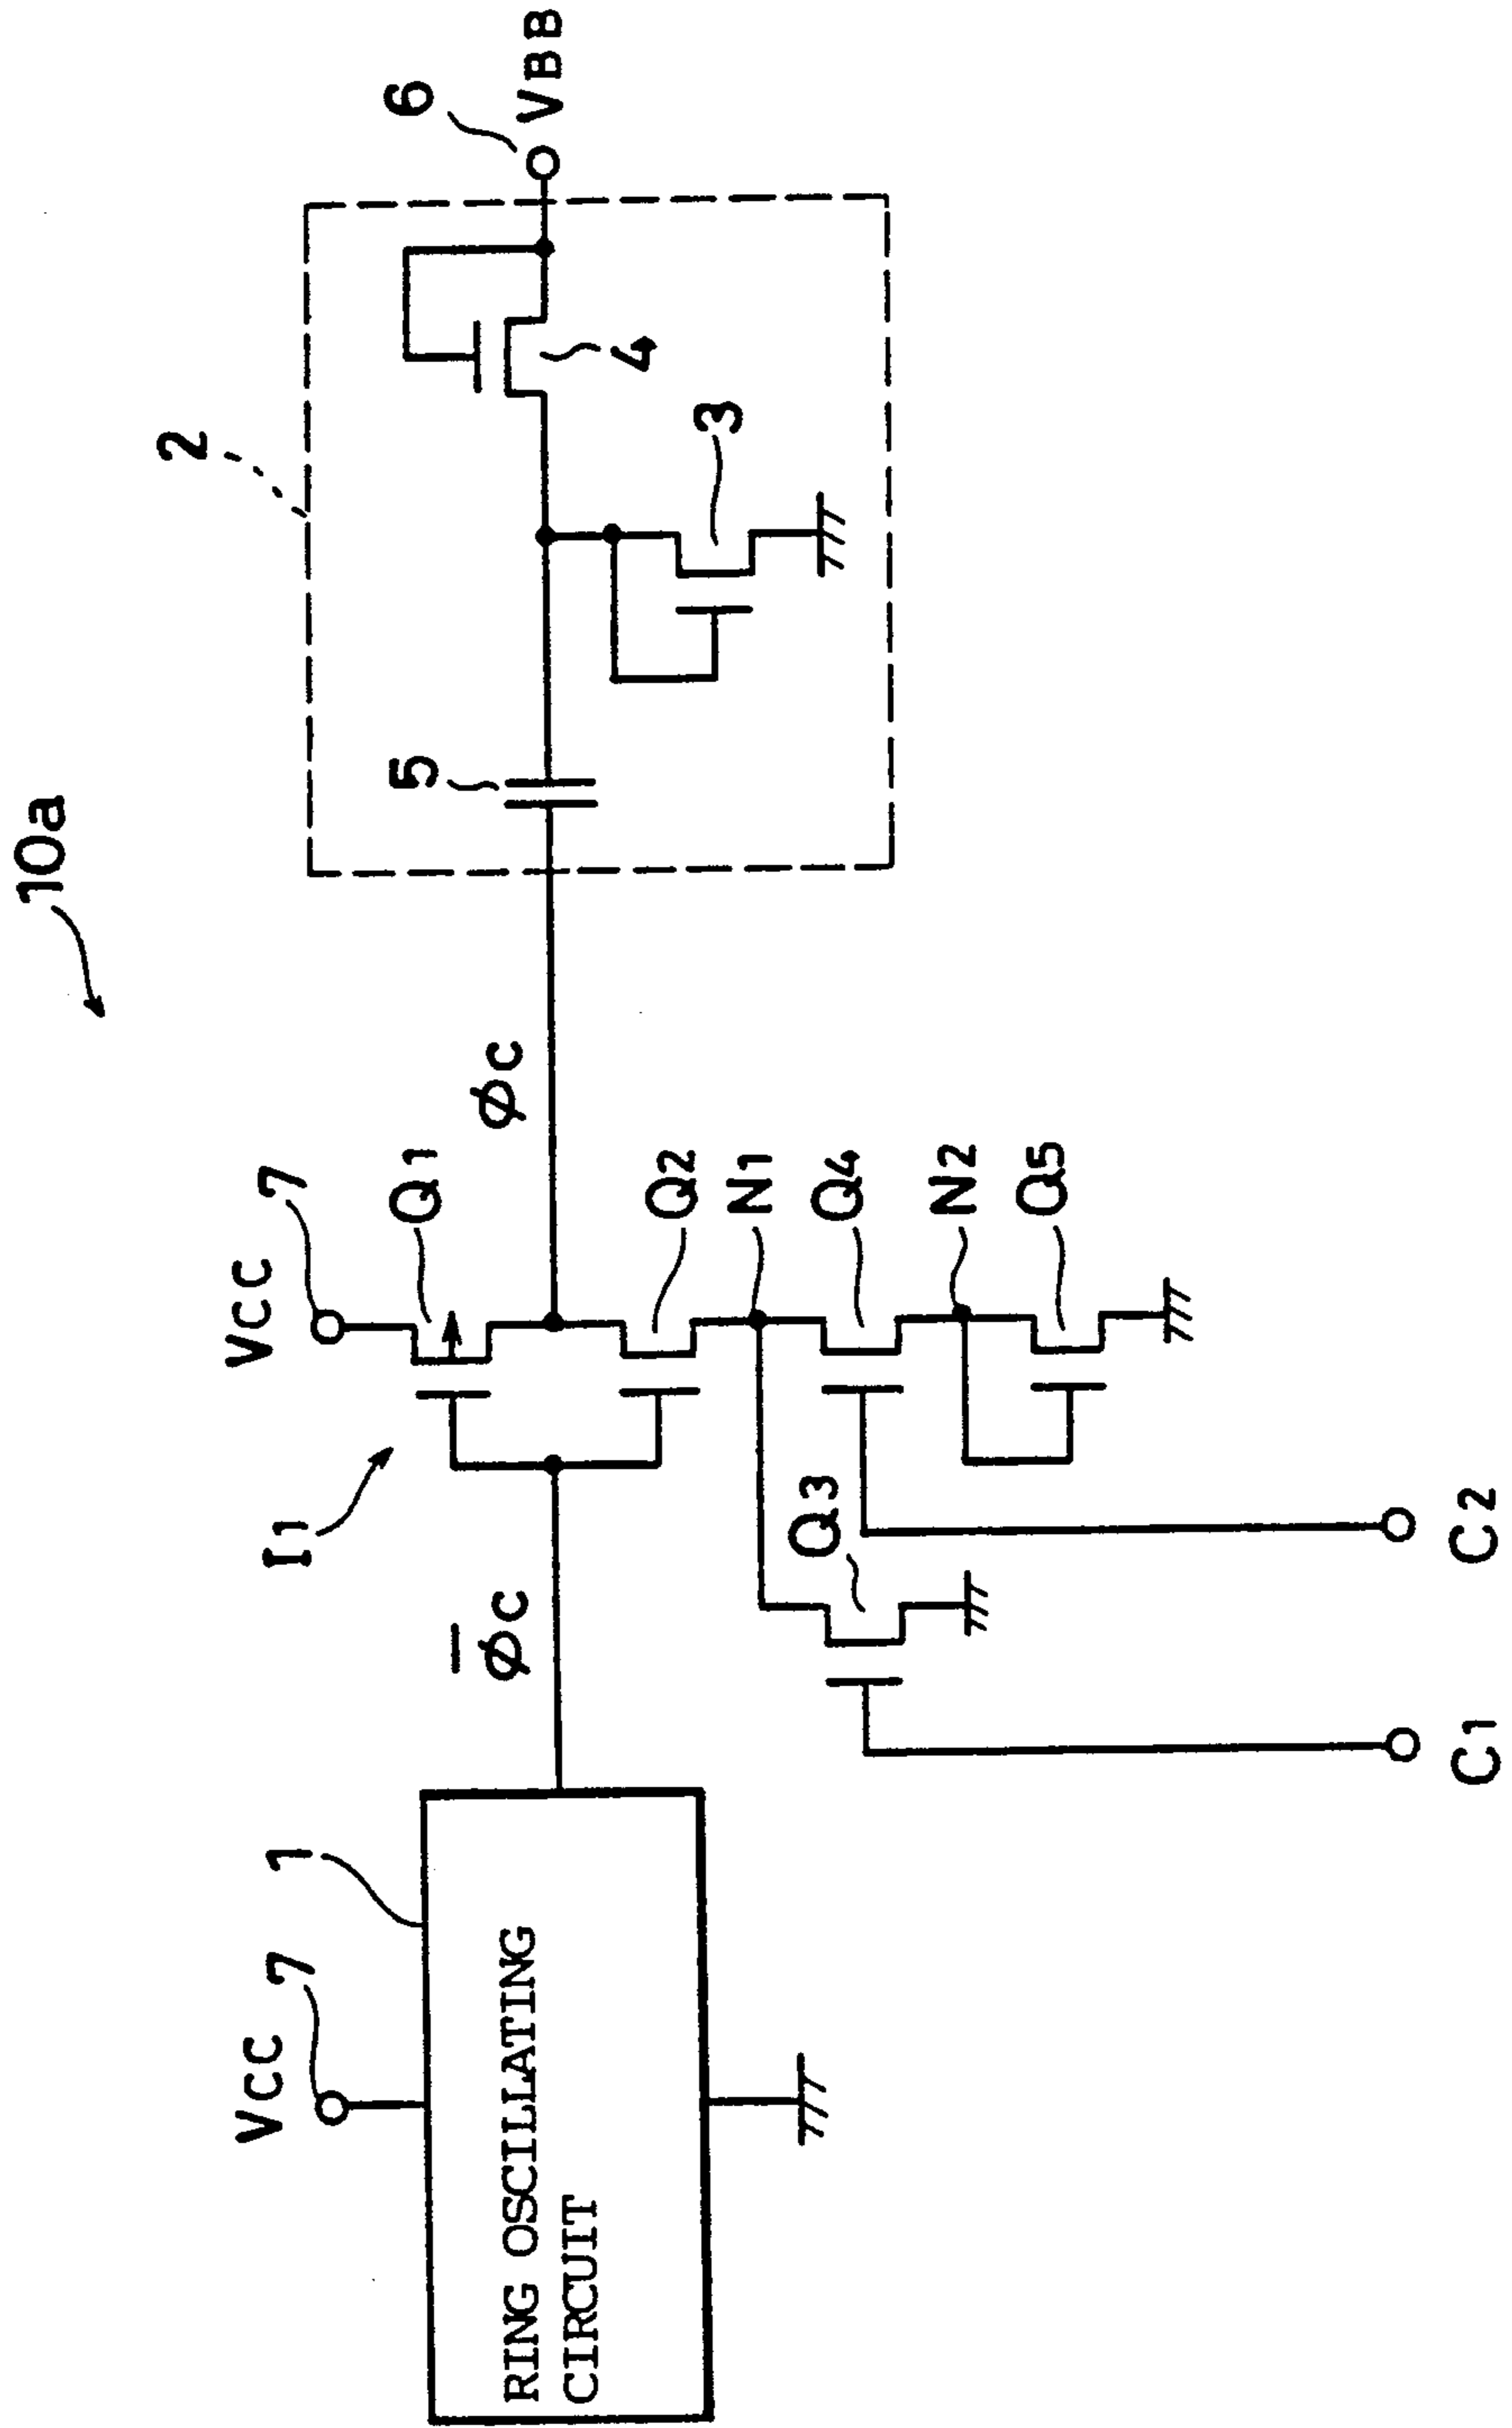 10a
VCC
7
1
RING OSCILLATING
CIRCUIT
φ̅c
I1
VCC
7
Q1
Q2
N1
Q3
Q4
N2
Q5
C1
C2
φc
2
5
3
4
6
VBB